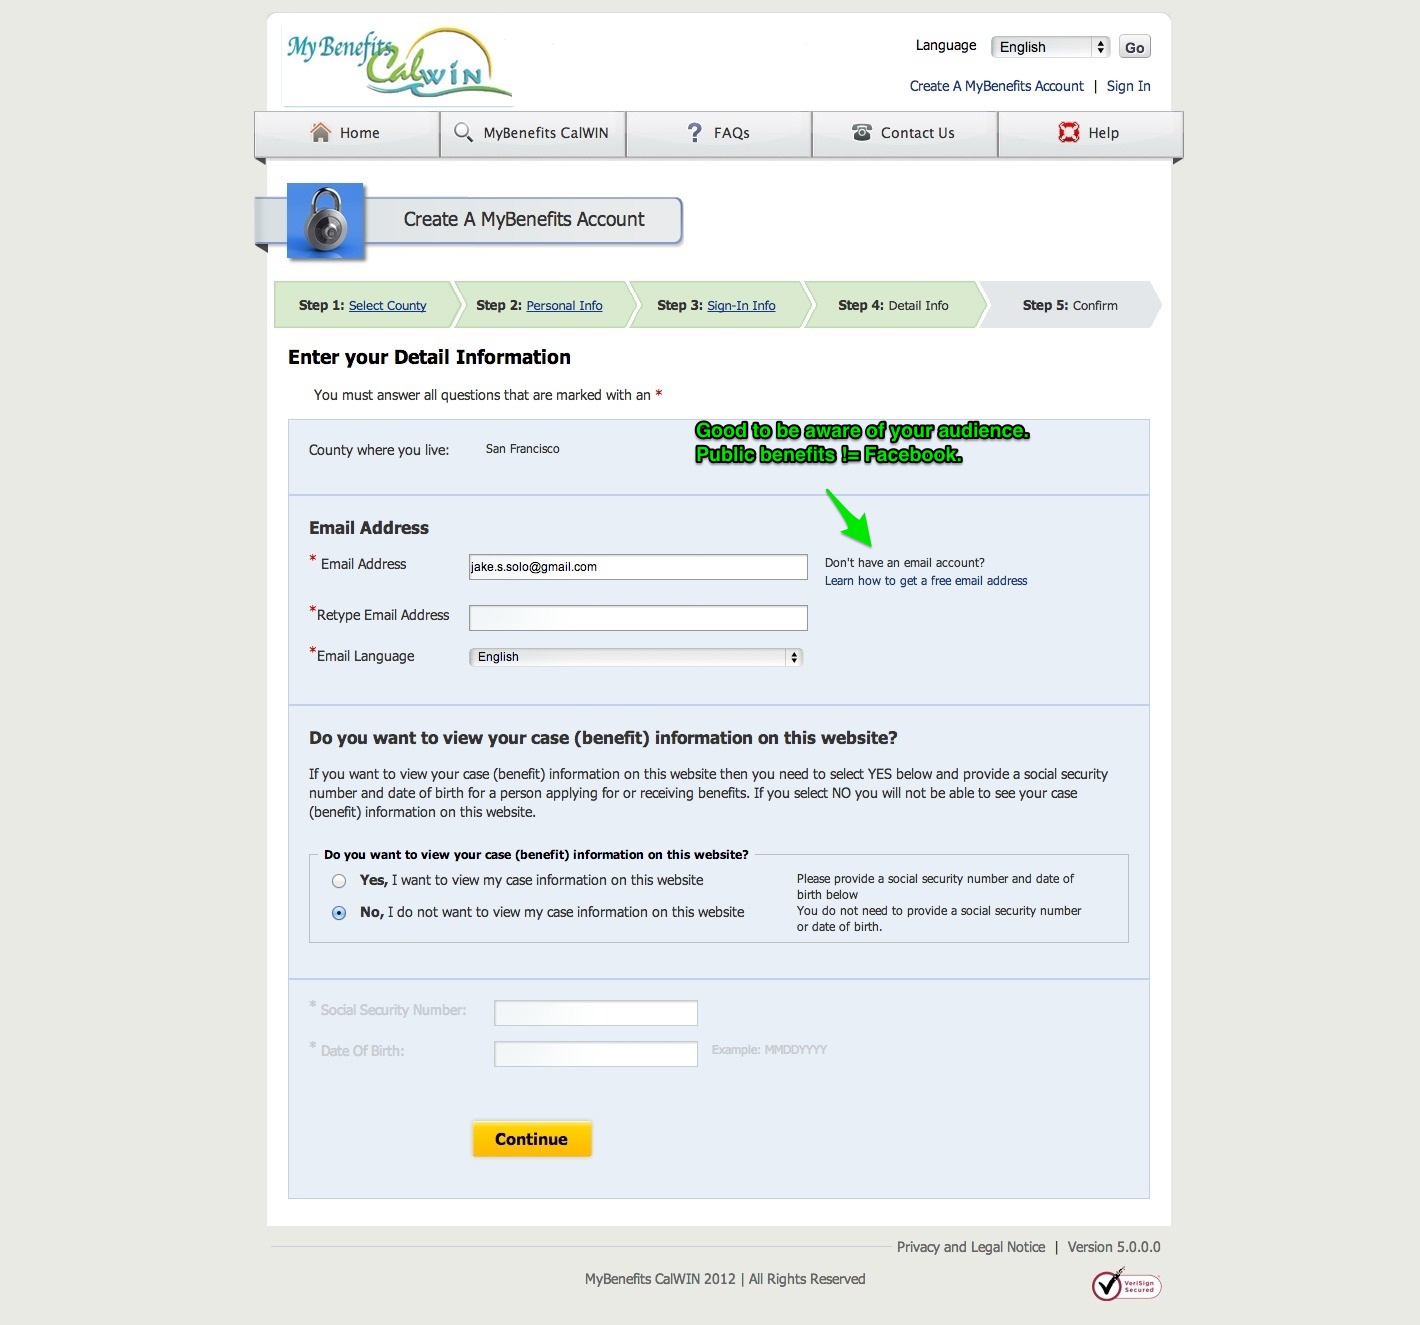 My Benefits CalWIN
Language English Go
Create A MyBenefits Account | Sign In
Home MyBenefits CalWIN FAQs Contact Us Help
Create A MyBenefits Account
Step 1: Select County Step 2: Personal Info Step 3: Sign-In Info Step 4: Detail Info Step 5: Confirm
Enter your Detail Information
You must answer all questions that are marked with an *
Good to be aware of your audience.
Public benefits != Facebook.
County where you live: San Francisco
Email Address
* Email Address jake.s.solo@gmail.com Don't have an email account?
Learn how to get a free email address
*Retype Email Address
*Email Language English
Do you want to view your case (benefit) information on this website?
If you want to view your case (benefit) information on this website then you need to select YES below and provide a social security
number and date of birth for a person applying for or receiving benefits. If you select NO you will not be able to see your case
(benefit) information on this website.
Do you want to view your case (benefit) information on this website?
Yes, I want to view my case information on this website Please provide a social security number and date of
birth below
No, I do not want to view my case information on this website You do not need to provide a social security number
or date of birth.
* Social Security Number:
* Date Of Birth: Example: MMDDYYYY
Continue
Privacy and Legal Notice | Version 5.0.0.0
MyBenefits CalWIN 2012 | All Rights Reserved
VeriSign
Secured